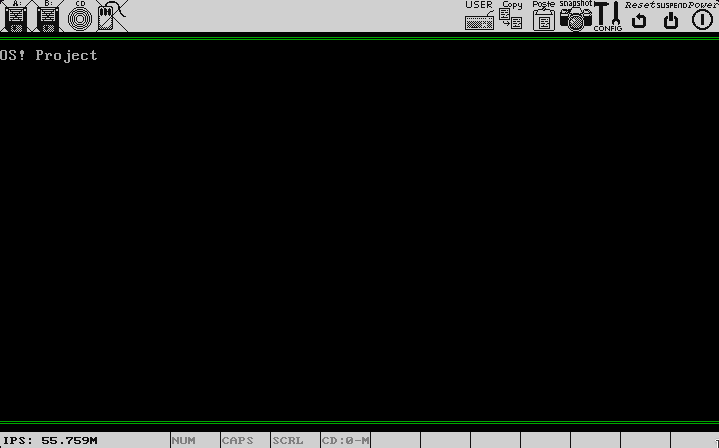 A: B: CD USER Copy Paste snapshot CONFIG Reset SUSPEND Power
OS! Project
IPS: 55.759M NUM CAPS SCRL CD:0-M